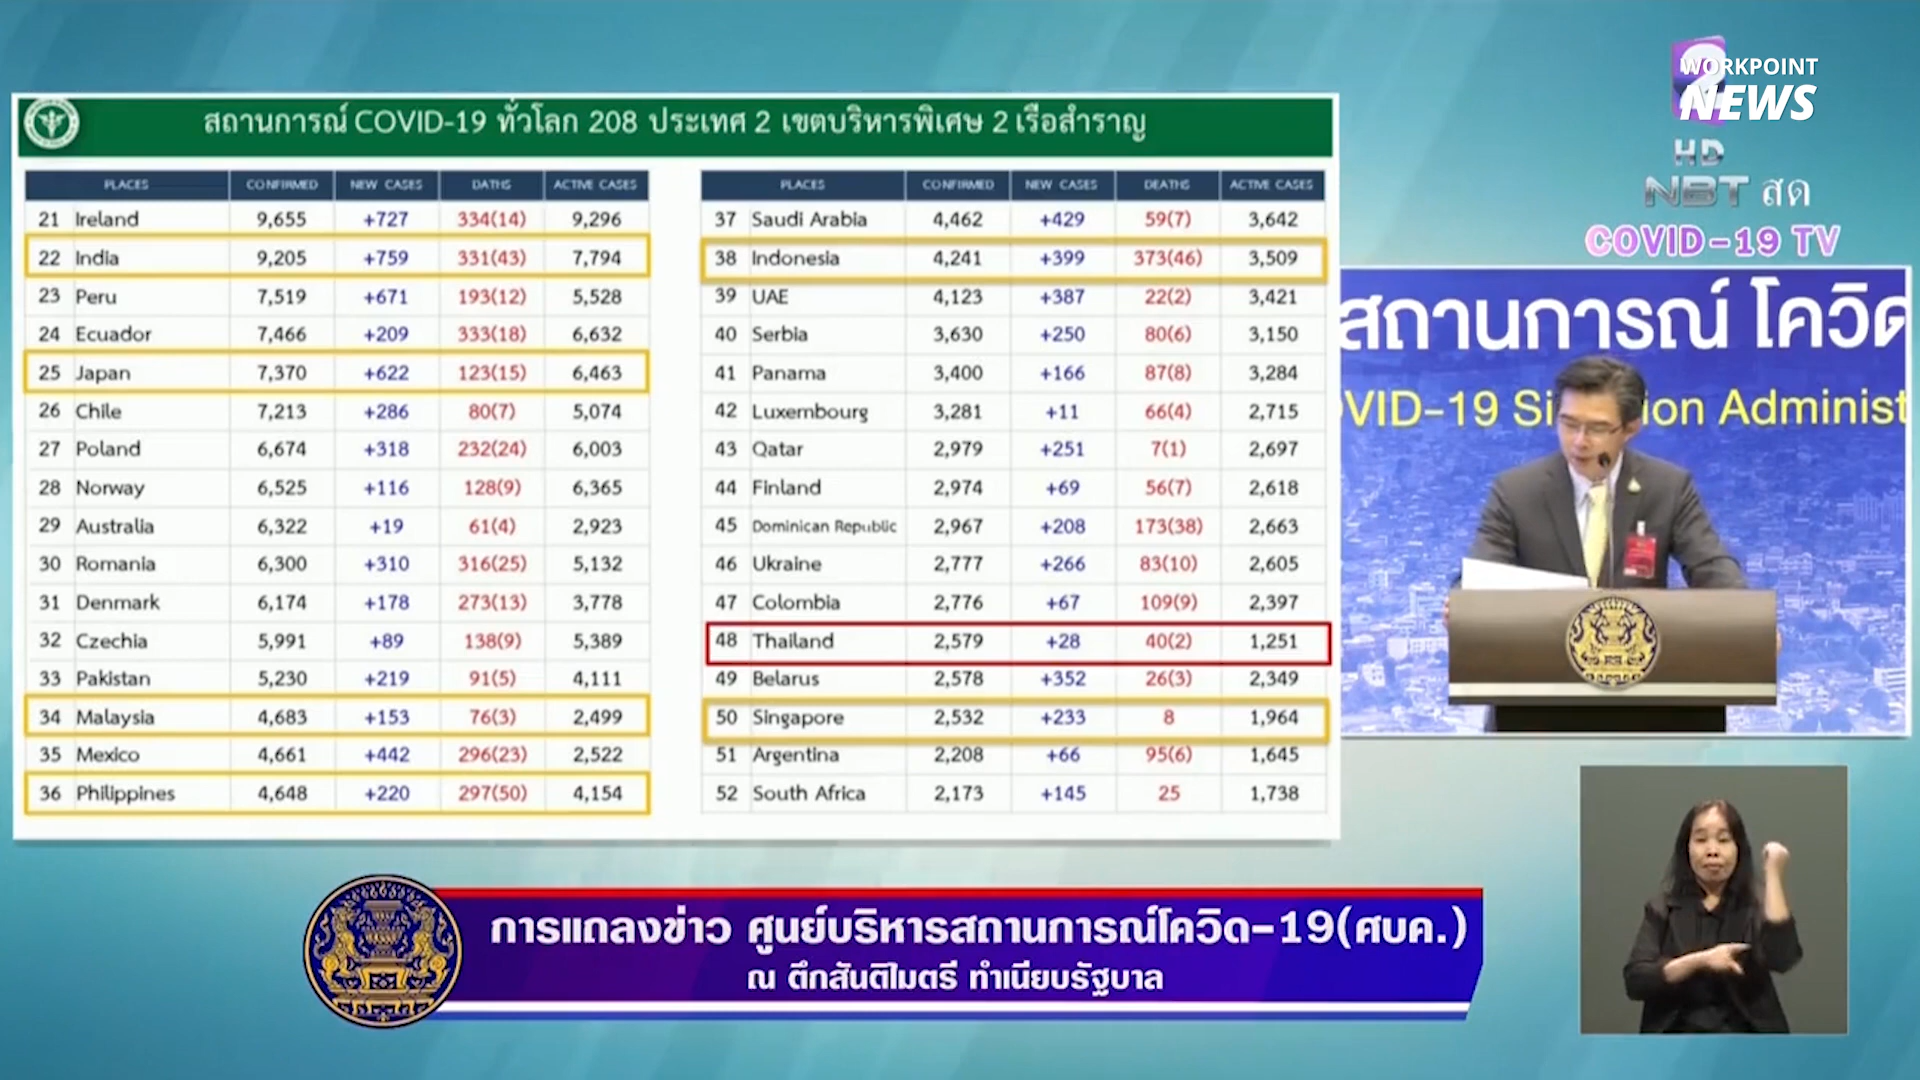 สถานการณ์ COVID-19 ทั่วโลก 208 ประเทศ 2 เขตบริหารพิเศษ 2 เรือสำราญ
PLACES CONFIRMED NEW CASES DATHS ACTIVE CASES
21 Ireland 9,655 +727 334(14) 9,296
22 India 9,205 +759 331(43) 7,794
23 Peru 7,519 +671 193(12) 5,528
24 Ecuador 7,466 +209 333(18) 6,632
25 Japan 7,370 +622 123(15) 6,463
26 Chile 7,213 +286 80(7) 5,074
27 Poland 6,674 +318 232(24) 6,003
28 Norway 6,525 +116 128(9) 6,365
29 Australia 6,322 +19 61(4) 2,923
30 Romania 6,300 +310 316(25) 5,132
31 Denmark 6,174 +178 273(13) 3,778
32 Czechia 5,991 +89 138(9) 5,389
33 Pakistan 5,230 +219 91(5) 4,111
34 Malaysia 4,683 +153 76(3) 2,499
35 Mexico 4,661 +442 296(23) 2,522
36 Philippines 4,648 +220 297(50) 4,154
PLACES CONFIRMED NEW CASES DEATHS ACTIVE CASES
37 Saudi Arabia 4,462 +429 59(7) 3,642
38 Indonesia 4,241 +399 373(46) 3,509
39 UAE 4,123 +387 22(2) 3,421
40 Serbia 3,630 +250 80(6) 3,150
41 Panama 3,400 +166 87(8) 3,284
42 Luxembourg 3,281 +11 66(4) 2,715
43 Qatar 2,979 +251 7(1) 2,697
44 Finland 2,974 +69 56(7) 2,618
45 Dominican Republic 2,967 +208 173(38) 2,663
46 Ukraine 2,777 +266 83(10) 2,605
47 Colombia 2,776 +67 109(9) 2,397
48 Thailand 2,579 +28 40(2) 1,251
49 Belarus 2,578 +352 26(3) 2,349
50 Singapore 2,532 +233 8 1,964
51 Argentina 2,208 +66 95(6) 1,645
52 South Africa 2,173 +145 25 1,738
2
WORKPOINT
NEWS
HD
NBT สด
COVID-19 TV
สถานการณ์ โควิด
VID-19 Si ion Administ
การแถลงข่าว ศูนย์บริหารสถานการณ์โควิด-19(ศบค.)
ณ ตึกสันติไมตรี ทำเนียบรัฐบาล